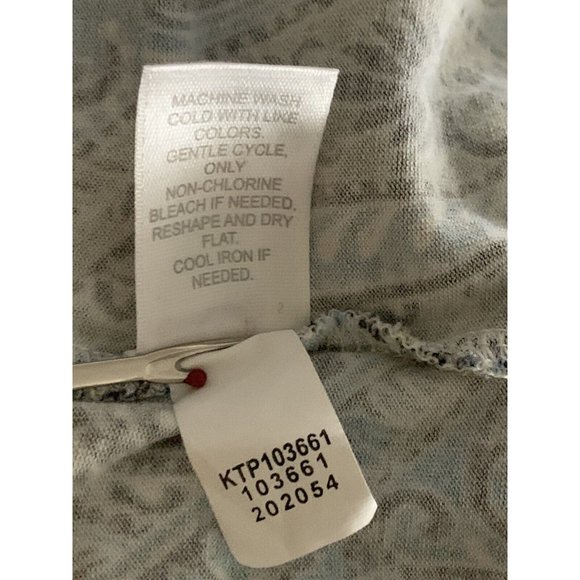 MACHINE WASH
COLD WITH LIKE
COLORS.
GENTLE CYCLE,
ONLY
NON-CHLORINE
BLEACH IF NEEDED.
RESHAPE AND DRY
FLAT.
COOL IRON IF
NEEDED.
KTP103661
103661
202054